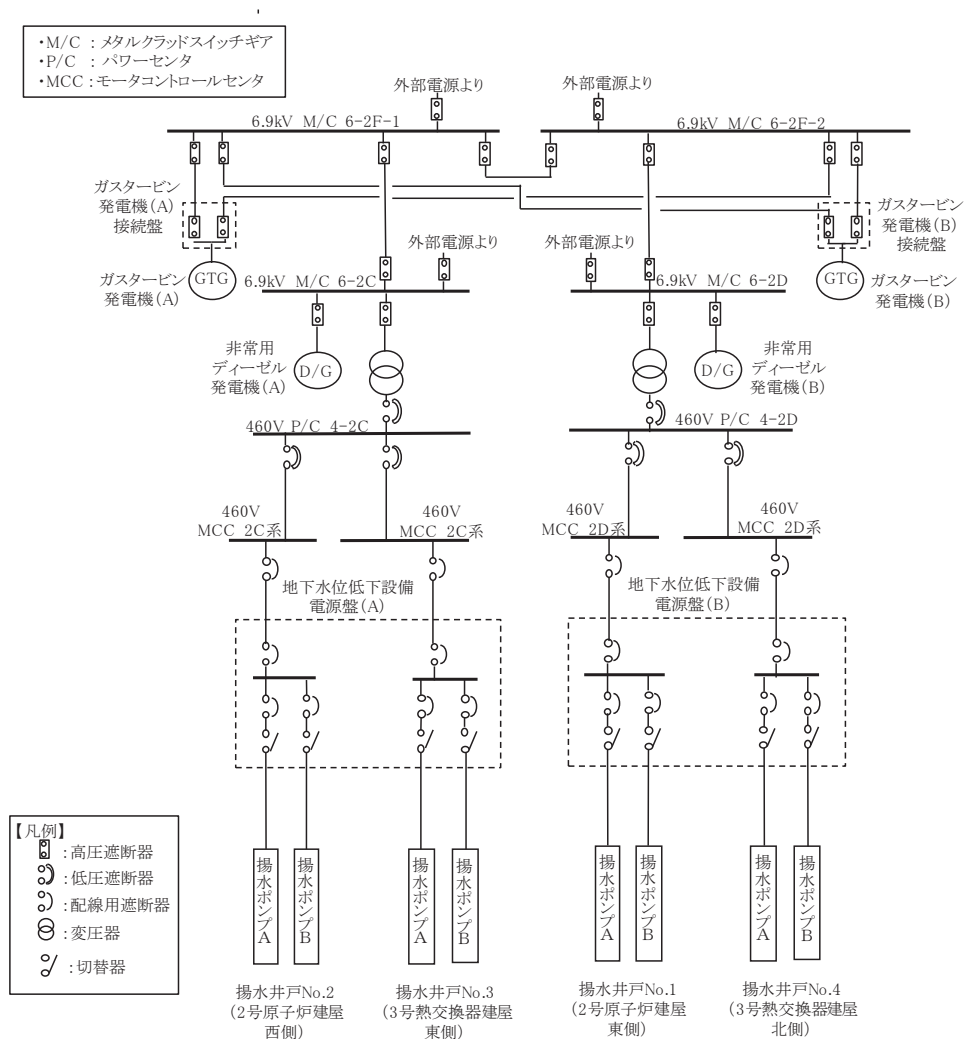 ・M/C : メタルクラッドスイッチギア
・P/C : パワーセンタ
・MCC : モータコントロールセンタ
外部電源より
外部電源より
6.9kV M/C 6-2F-1
6.9kV M/C 6-2F-2
ガスタービン
発電機(A)
接続盤
ガスタービン
発電機(B)
接続盤
外部電源より
外部電源より
ガスタービン
発電機(A)
GTG
6.9kV M/C 6-2C
6.9kV M/C 6-2D
GTG
ガスタービン
発電機(B)
非常用
ディーゼル
発電機(A)
D/G
D/G
非常用
ディーゼル
発電機(B)
460V P/C 4-2C
460V P/C 4-2D
460V
MCC 2C系
460V
MCC 2C系
460V
MCC 2D系
460V
MCC 2D系
地下水位低下設備
電源盤(A)
地下水位低下設備
電源盤(B)
【凡例】
:高圧遮断器
:低圧遮断器
:配線用遮断器
:変圧器
:切替器
揚水ポンプA
揚水ポンプB
揚水ポンプA
揚水ポンプB
揚水ポンプA
揚水ポンプB
揚水ポンプA
揚水ポンプB
揚水井戸No.2
(2号原子炉建屋
西側)
揚水井戸No.3
(3号熱交換器建屋
東側)
揚水井戸No.1
(2号原子炉建屋
東側)
揚水井戸No.4
(3号熱交換器建屋
北側)